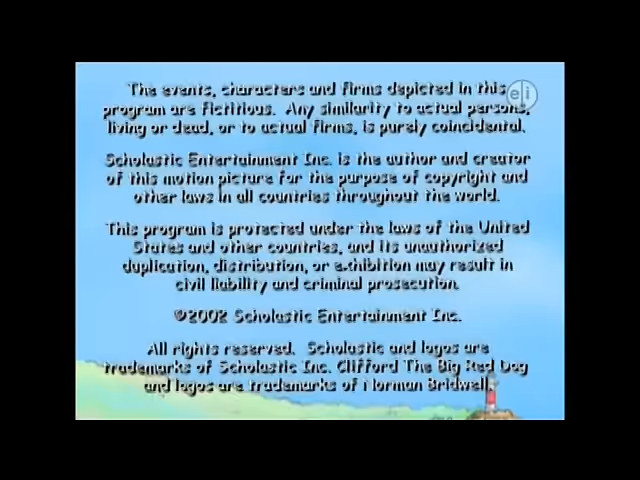 The events, characters and firms depicted in this
program are fictitious. Any similarity to actual persons,
living or dead, or to actual firms, is purely coincidental.
Scholastic Entertainment Inc. is the author and creator
of this motion picture for the purpose of copyright and
other laws in all countries throughout the world.
This program is protected under the laws of the United
States and other countries, and its unauthorized
duplication, distribution, or exhibition may result in
civil liability and criminal prosecution.
©2002 Scholastic Entertainment Inc.
All rights reserved. Scholastic and logos are
trademarks of Scholastic Inc. Clifford The Big Red Dog
and logos are trademarks of Norman Bridwell.
e/i